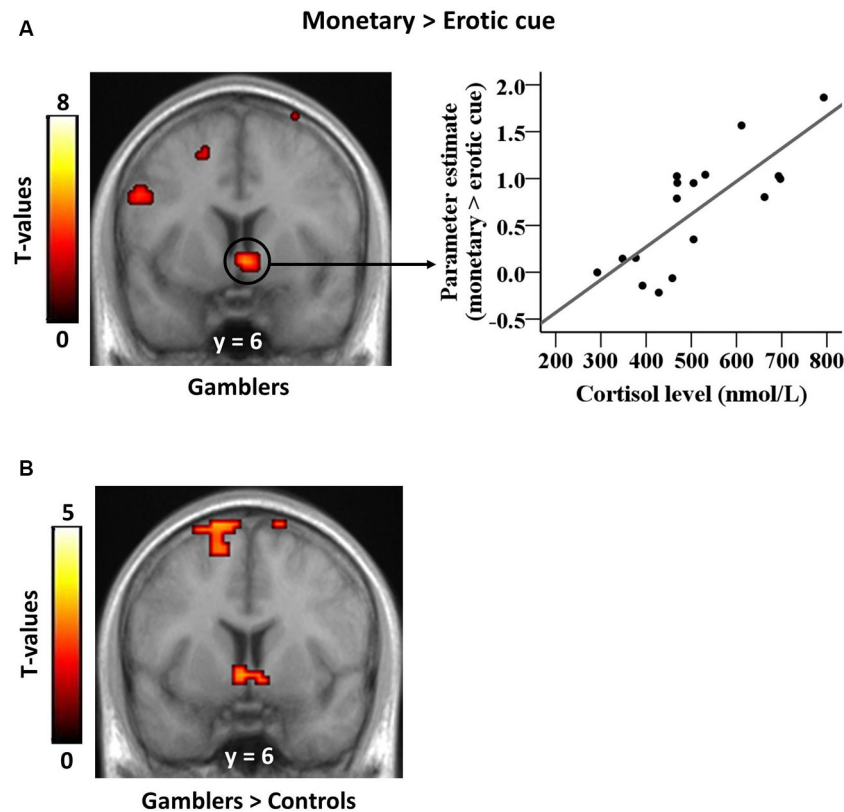 Monetary > Erotic cue
A
8
T-values
0
y = 6
Gamblers
Parameter estimate
(monetary > erotic cue)
2.0
1.5
1.0
0.5
0.0
-0.5
200 300 400 500 600 700 800
Cortisol level (nmol/L)
B
5
T-values
0
y = 6
Gamblers > Controls